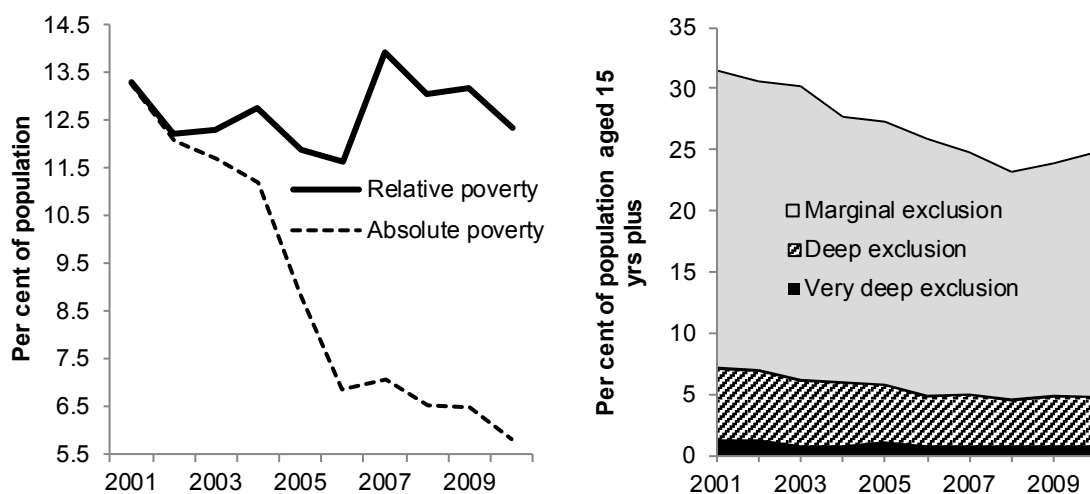 Per cent of population
14.5
13.5
12.5
11.5
10.5
9.5
8.5
7.5
6.5
5.5
Relative poverty
Absolute poverty
2001 2003 2005 2007 2009
Per cent of population aged 15
yrs plus
35
30
25
20
15
10
5
0
Marginal exclusion
Deep exclusion
Very deep exclusion
2001 2003 2005 2007 2009